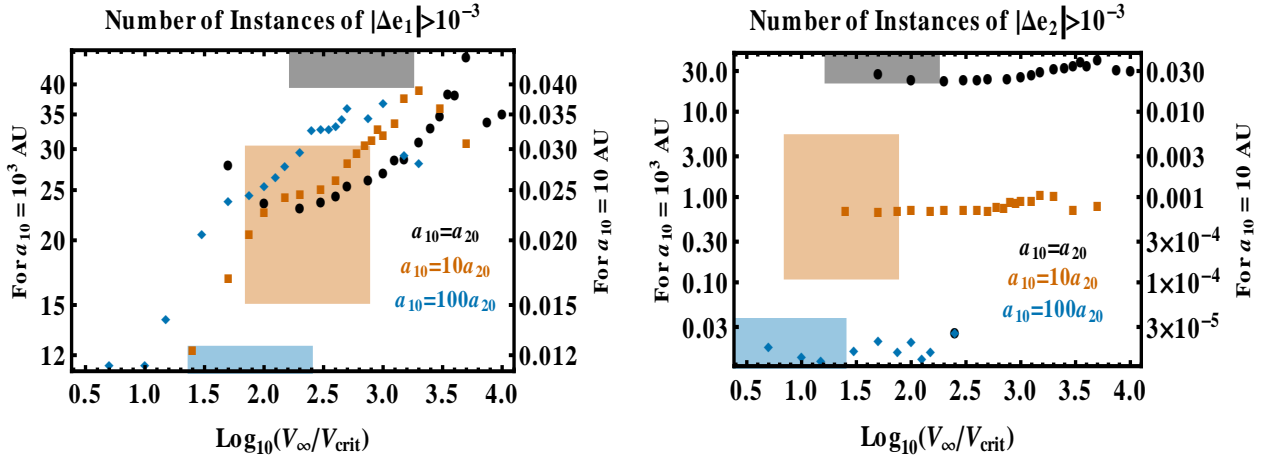 Number of Instances of |Δe₁|>10⁻³
For a₁₀ = 10³ AU
40
35
30
25
20
15
12
0.040
0.035
0.030
0.024
0.020
0.015
0.012
For a₁₀ = 10 AU
a₁₀=a₂₀
a₁₀=10a₂₀
a₁₀=100a₂₀
0.5 1.0 1.5 2.0 2.5 3.0 3.5 4.0
Log₁₀(V∞/Vcrit)
Number of Instances of |Δe₂|>10⁻³
For a₁₀ = 10³ AU
30.0
10.0
3.00
1.00
0.30
0.10
0.03
0.030
0.010
0.003
0.001
3×10⁻⁴
1×10⁻⁴
3×10⁻⁵
For a₁₀ = 10 AU
a₁₀=a₂₀
a₁₀=10a₂₀
a₁₀=100a₂₀
0.5 1.0 1.5 2.0 2.5 3.0 3.5 4.0
Log₁₀(V∞/Vcrit)